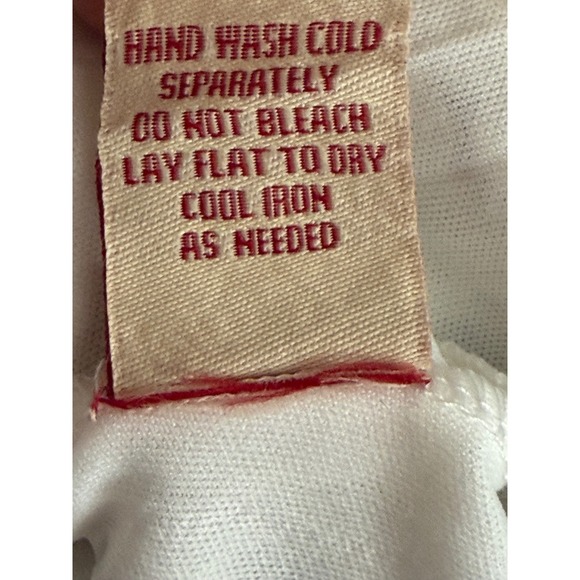 HAND WASH COLD
SEPARATELY
DO NOT BLEACH
LAY FLAT TO DRY
COOL IRON
AS NEEDED